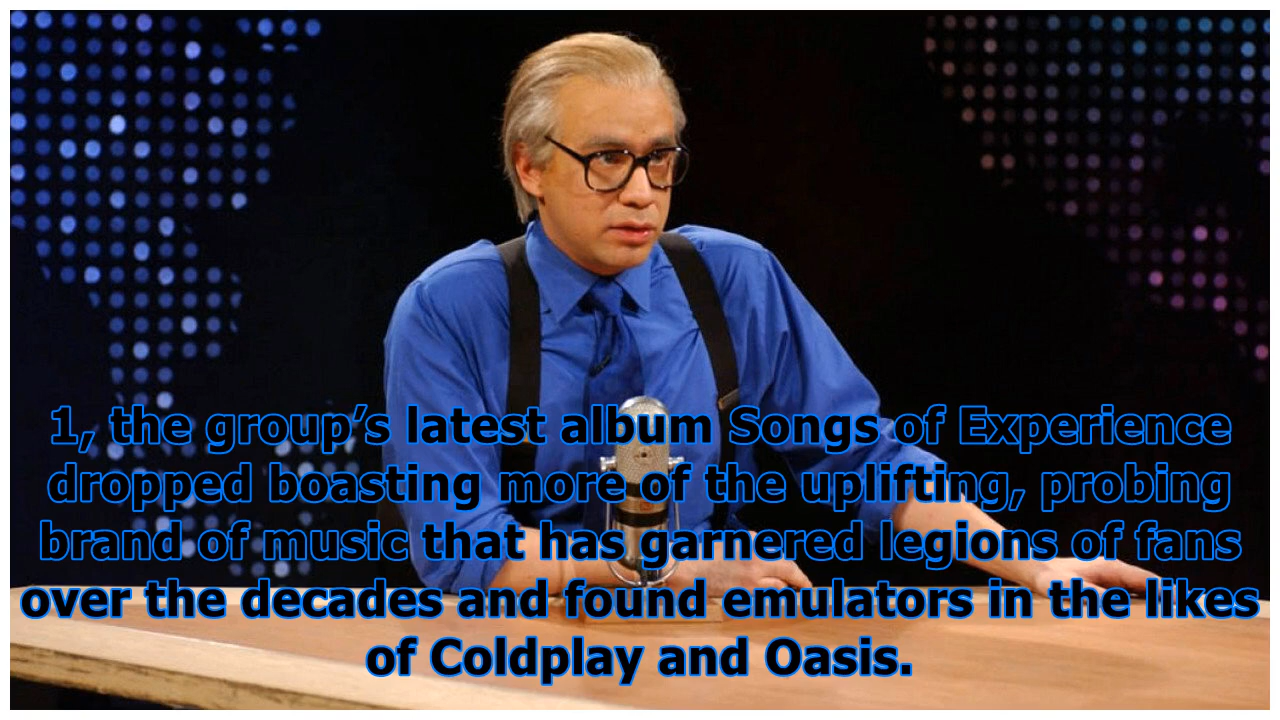 1, the group’s latest album Songs of Experience
dropped boasting more of the uplifting, probing
brand of music that has garnered legions of fans
over the decades and found emulators in the likes
of Coldplay and Oasis.